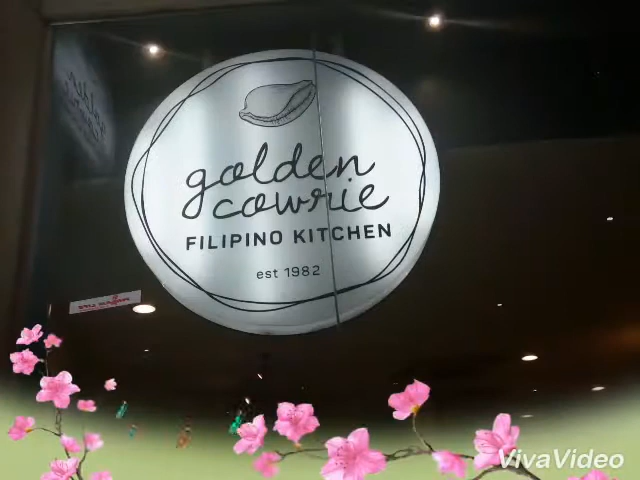 golden
cowrie
FILIPINO KITCHEN
est 1982
VivaVideo